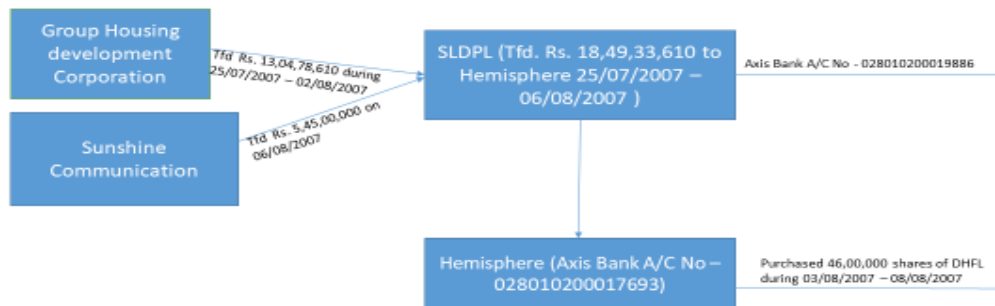 Group Housing
development
Corporation
Tfd Rs. 13,04,78,610 during
25/07/2007 – 02/08/2007
SLDPL (Tfd. Rs. 18,49,33,610 to
Hemisphere 25/07/2007 –
06/08/2007 )
Axis Bank A/C No - 028010200019886
Sunshine
Communication
Tfd Rs. 5,45,00,000 on
06/08/2007
Hemisphere (Axis Bank A/C No –
028010200017693)
Purchased 46,00,000 shares of DHFL
during 03/08/2007 – 08/08/2007